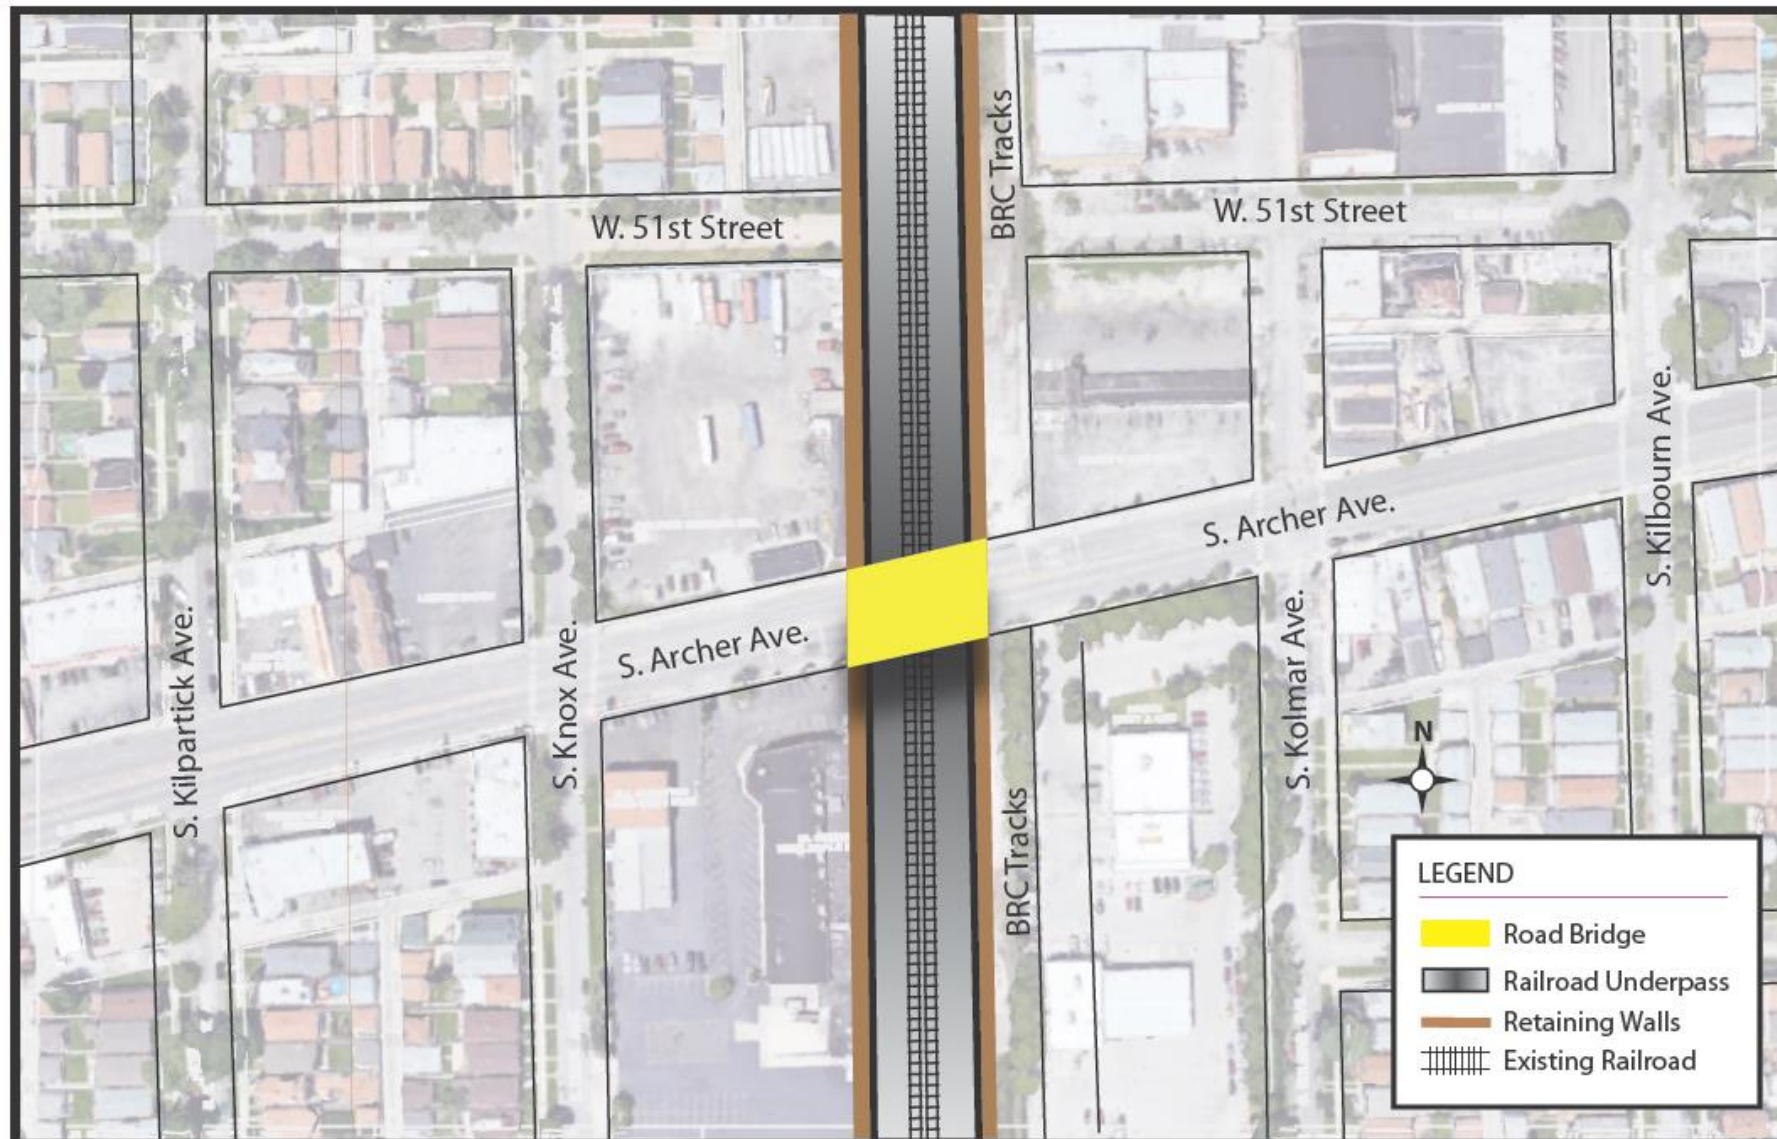 BRC Tracks
W. 51st Street
W. 51st Street
S. Kilbourn Ave.
S. Archer Ave.
S. Archer Ave.
S. Kilpartick Ave.
S. Knox Ave.
S. Kolmar Ave.
BRC Tracks
N
LEGEND
Road Bridge
Railroad Underpass
Retaining Walls
Existing Railroad